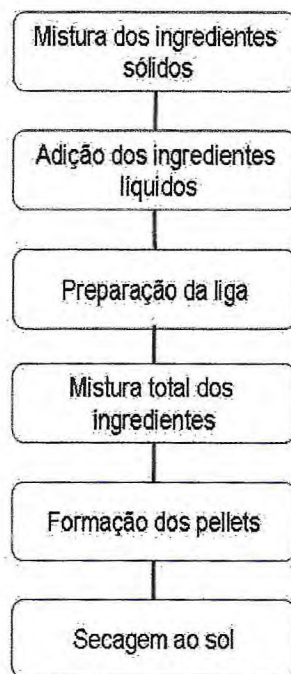 Mistura dos ingredientes
sólidos
Adição dos ingredientes
líquidos
Preparação da liga
Mistura total dos
ingredientes
Formação dos pellets
Secagem ao sol